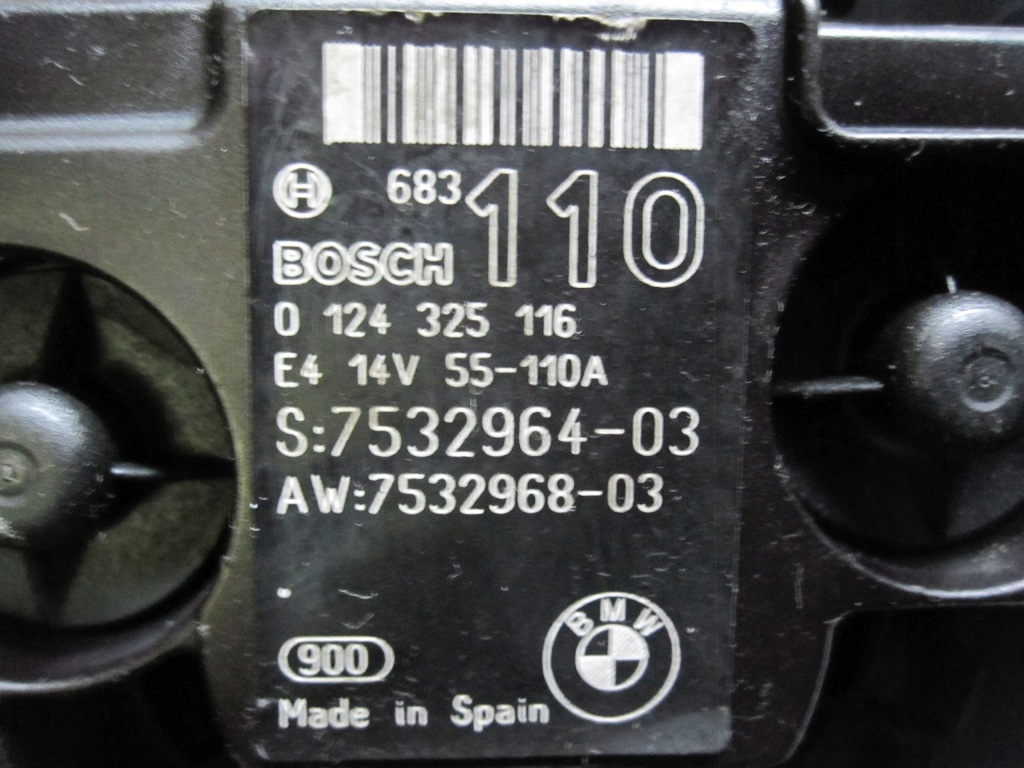 683
110
BOSCH
0 124 325 116
E4 14V 55-110A
S:7532964-03
AW:7532968-03
BMW
900
Made in Spain